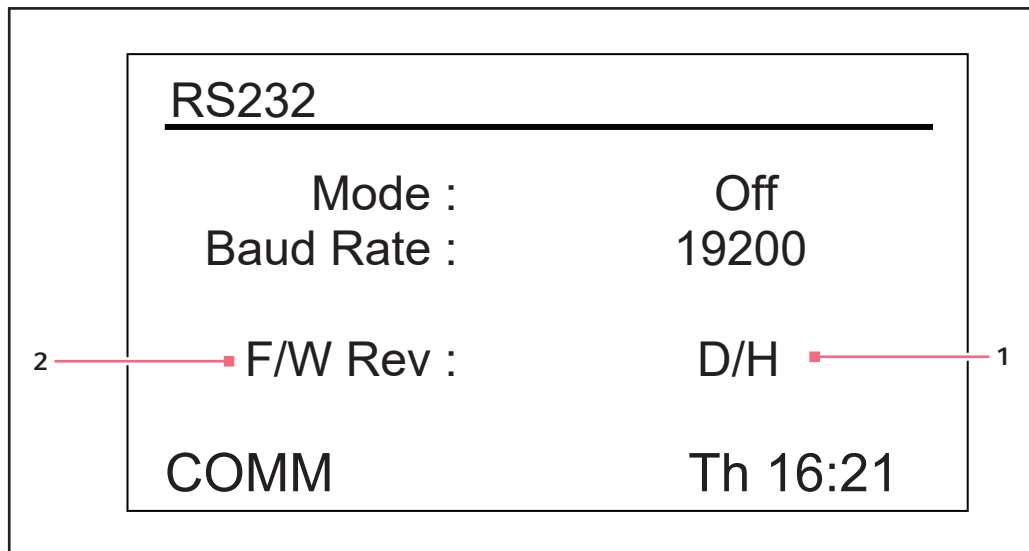 RS232
Mode : Off
Baud Rate : 19200
2 F/W Rev : D/H 1
COMM Th 16:21